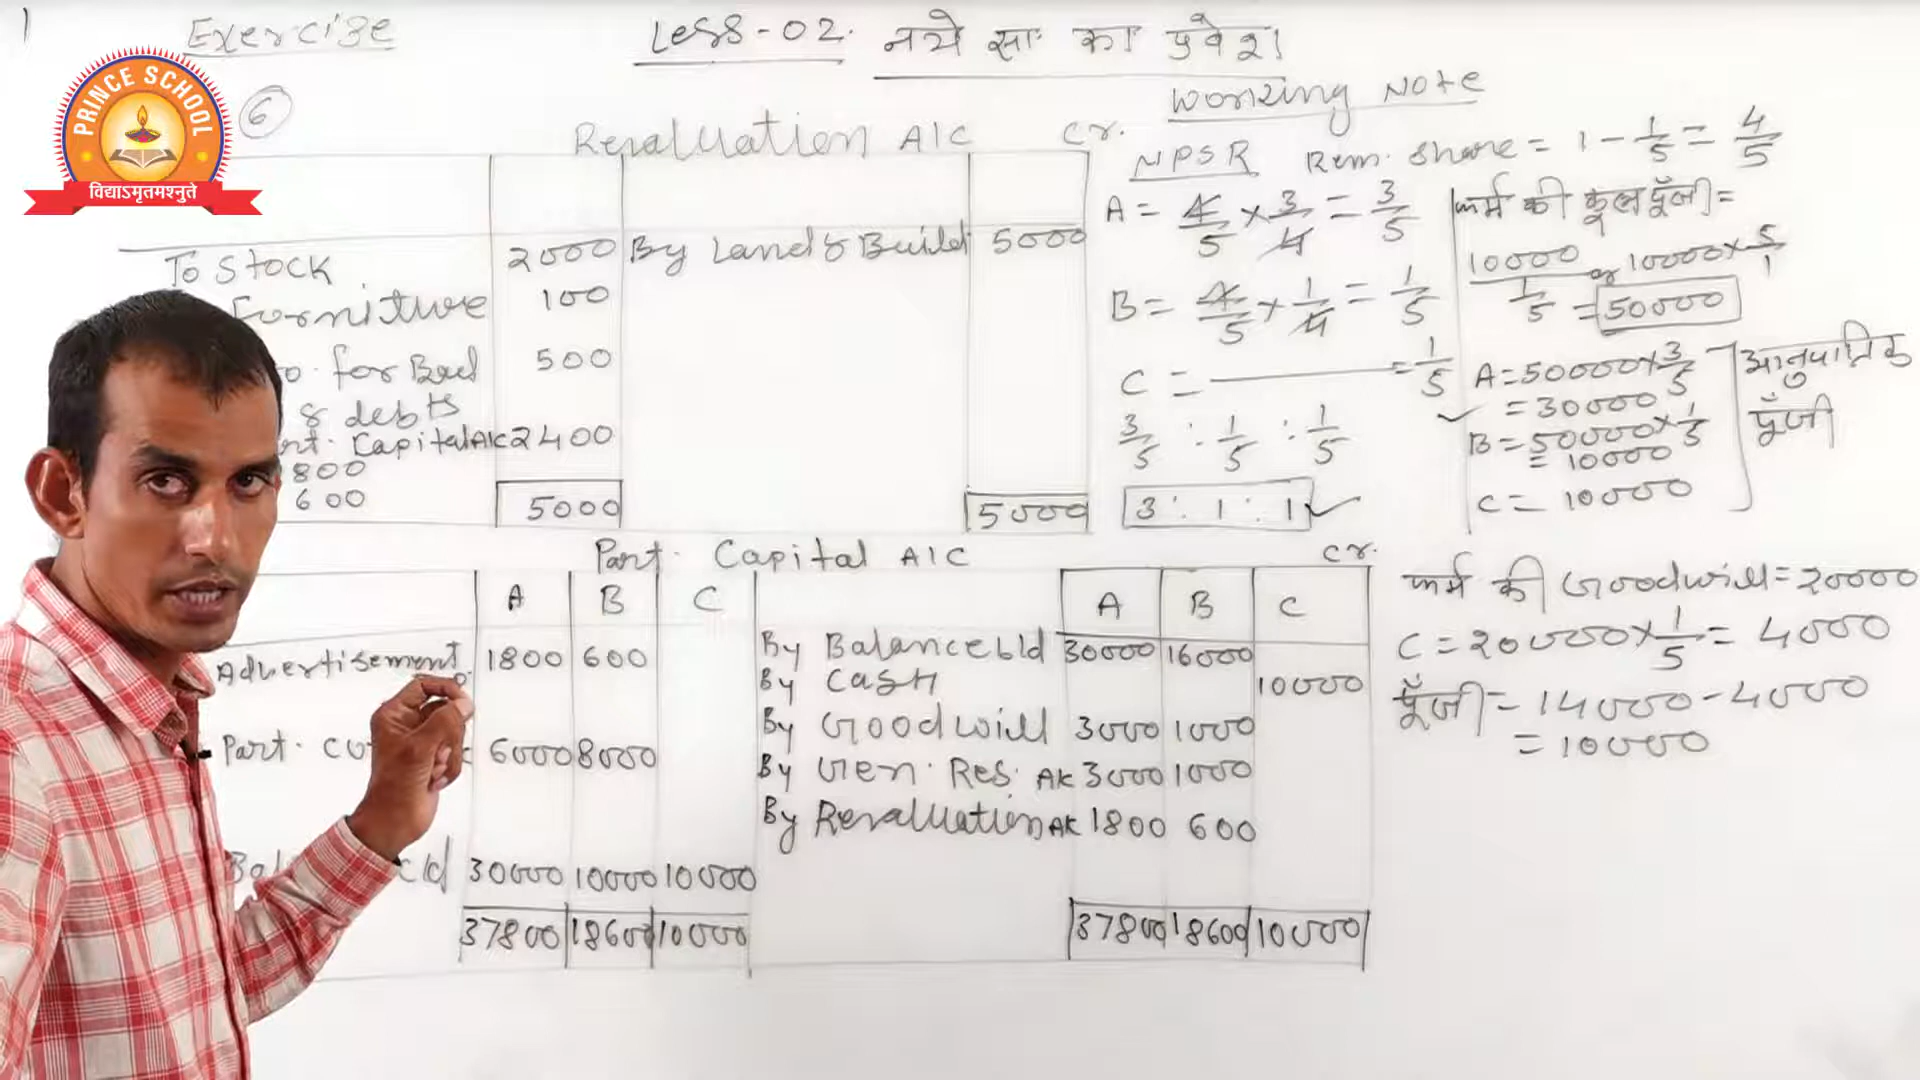 Exercise
Less-02. नये सा. का प्रवेश।
PRINCE SCHOOL
विद्याऽमृतमश्नुते
6
Revaluation A/C
Cr.
To Stock 2000 By Land & Build 5000
Forniture 100
for Bad 500
& debts
Capital A/C 2400
800
600
5000 5000
Working Note
NPSR Rem. Share = 1 - 1/5 = 4/5
A = 4/5 × 3/4 = 3/5
B = 4/5 × 1/4 = 1/5
C = = 1/5
3/5 : 1/5 : 1/5
3 : 1 : 1 ✓
फर्म की कुल पूँजी =
10000 / 1/5 or 10000 × 5/1
= 50000
A = 50000 × 3/5
= 30000
B = 50000 × 1/5
= 10000
C = 10000
आनुपातिक
पूँजी
Part. Capital A/C
Cr.
A B C A B C
Advertisement 1800 600 By Balance b/d 30000 16000
By Cash 10000
By Goodwill 3000 1000
Part. 6000 8000 By Gen. Res. A/c 3000 1000
By Revaluation A/c 1800 600
c/d 30000 10000 10000
37800 18600 10000 37800 18600 10000
फर्म की Goodwill = 20000
C = 20000 × 1/5 = 4000
पूँजी = 14000 - 4000
= 10000